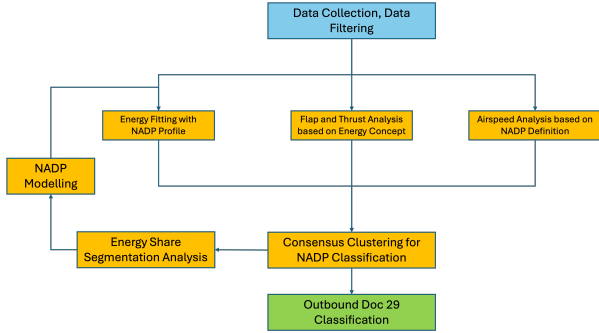 Data Collection, Data
Filtering
Energy Fitting with
NADP Profile
Flap and Thrust Analysis
based on Energy Concept
Airspeed Analysis based on
NADP Definition
NADP
Modelling
Energy Share
Segmentation Analysis
Consensus Clustering for
NADP Classification
Outbound Doc 29
Classification